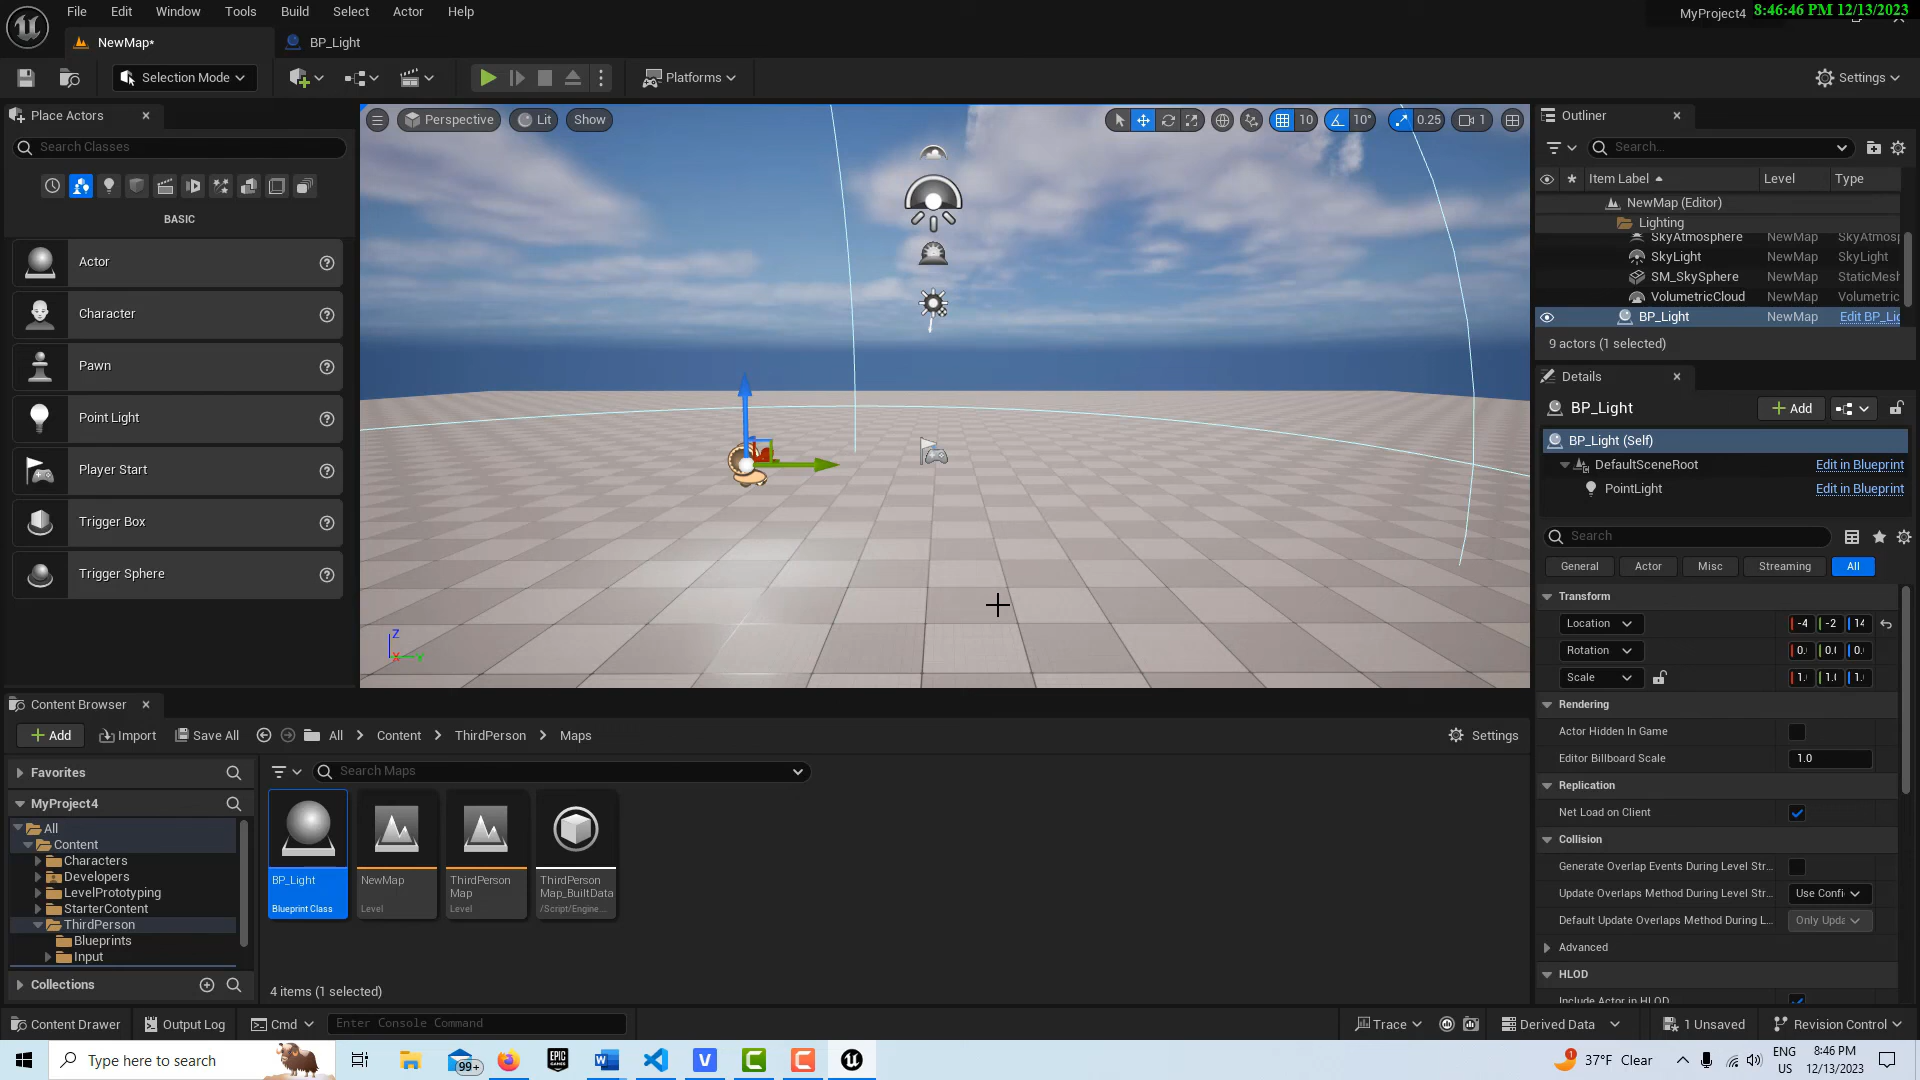 File Edit Window Tools Build Select Actor Help
MyProject4 8:46:46 PM 12/13/2023
NewMap* BP_Light
Selection Mode Platforms Settings
Place Actors
Search Classes
BASIC
Actor
Character
Pawn
Point Light
Player Start
Trigger Box
Trigger Sphere
Perspective Lit Show 10 10° 0.25 1
Z
X Y
Outliner
Search...
Item Label Level Type
NewMap (Editor)
Lighting
SkyAtmosphere NewMap SkyAtmosp
SkyLight NewMap SkyLight
SM_SkySphere NewMap StaticMesh
VolumetricCloud NewMap Volumetric
BP_Light NewMap Edit BP_Lic
9 actors (1 selected)
Details
BP_Light Add
BP_Light (Self)
DefaultSceneRoot Edit in Blueprint
PointLight Edit in Blueprint
Search
General Actor Misc Streaming All
Transform
Location -4 -2 14
Rotation 0. 0. 0.
Scale 1. 1. 1.
Rendering
Actor Hidden In Game
Editor Billboard Scale 1.0
Replication
Net Load on Client
Collision
Generate Overlap Events During Level Str...
Update Overlaps Method During Level Str... Use Confi
Default Update Overlaps Method During L... Only Upda
Advanced
HLOD
Include Actor in HLOD
Content Browser
Add Import Save All All Content ThirdPerson Maps Settings
Favorites
Search Maps
MyProject4
All
Content
Characters
Developers
LevelPrototyping
StarterContent
ThirdPerson
Blueprints
Input
Collections
BP_Light
Blueprint Class
NewMap
Level
ThirdPerson
Map
Level
ThirdPerson
Map_BuiltData
/Script/Engine...
4 items (1 selected)
Content Drawer Output Log Cmd Enter Console Command Trace Derived Data 1 Unsaved Revision Control
Type here to search 99+ EPIC GAMES 37°F Clear ENG US 8:46 PM 12/13/2023